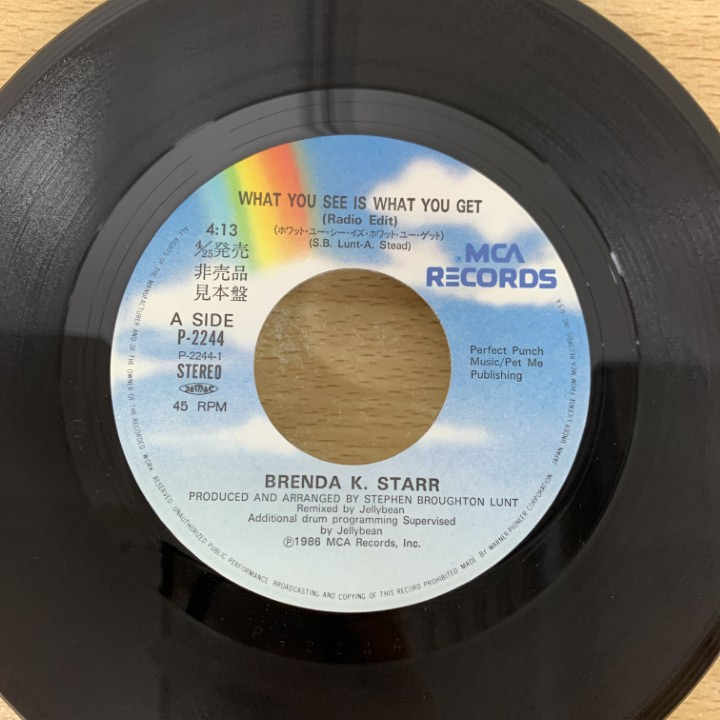 WHAT YOU SEE IS WHAT YOU GET
(Radio Edit)
(ホワット・ユー・シー・イズ・ホワット・ユー・ゲット)
(S.B. Lunt-A. Stead)
4:13
4/25発売
非売品
見本盤
® MCA
RECORDS
A SIDE
P-2244
P-2244-1
STEREO
45 RPM
Perfect Punch
Music/Pet Me
Publishing
BRENDA K. STARR
PRODUCED AND ARRANGED BY STEPHEN BROUGHTON LUNT
Remixed by Jellybean
Additional drum programming Supervised
by Jellybean
Ⓟ1986 MCA Records, Inc.
ALL RIGHTS OF THE MANUFACTURER AND OF THE OWNER OF THE RECORDED WORK RESERVED. UNAUTHORIZED PUBLIC PERFORMANCE BROADCASTING AND COPYING OF THIS RECORD PROHIBITED. MADE BY WARNER-PIONEER CORPORATION, JAPAN UNDER LICENSE FROM MCA RECORDS, INC., U.S.A.